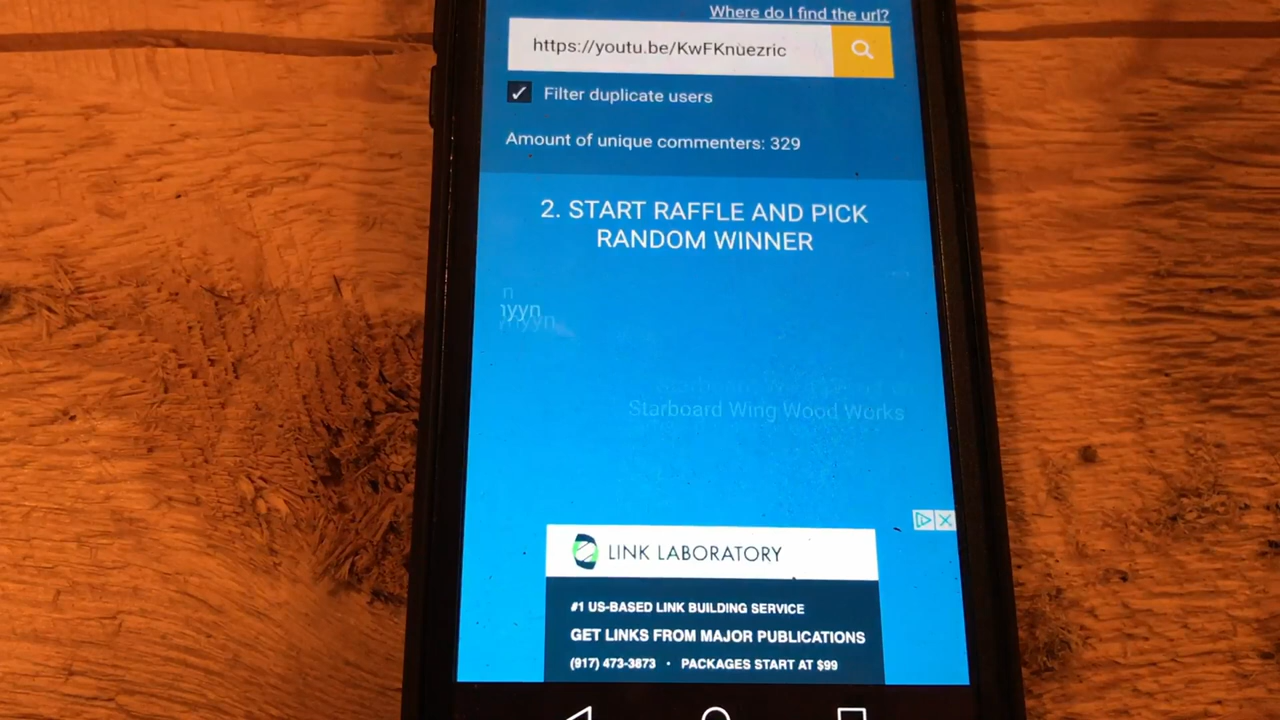 Where do I find the url?
https://youtu.be/KwFKnuezric
Filter duplicate users
Amount of unique commenters: 329
2. START RAFFLE AND PICK
RANDOM WINNER
Starboard Wing Wood Works
LINK LABORATORY
#1 US-BASED LINK BUILDING SERVICE
GET LINKS FROM MAJOR PUBLICATIONS
(917) 473-3873 · PACKAGES START AT $99